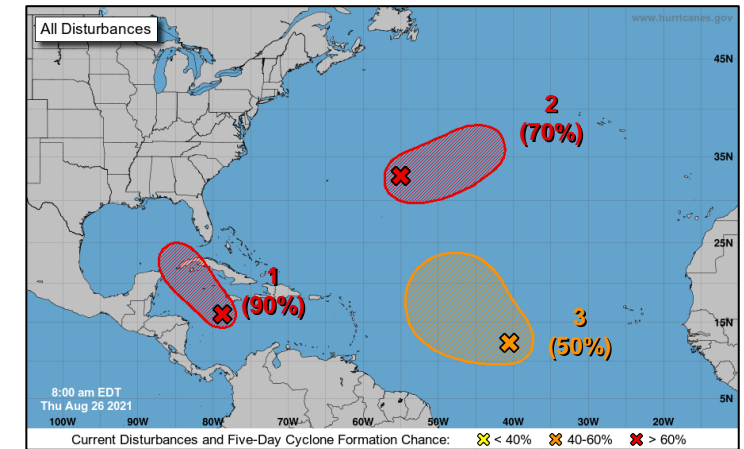 All Disturbances
www.hurricanes.gov
45N
2
(70%)
35N
25N
1
(90%)
15N
3
(50%)
8:00 am EDT
Thu Aug 26 2021
5N
100W 90W 80W 70W 60W 50W 40W 30W 20W
Current Disturbances and Five-Day Cyclone Formation Chance: < 40% 40-60% > 60%